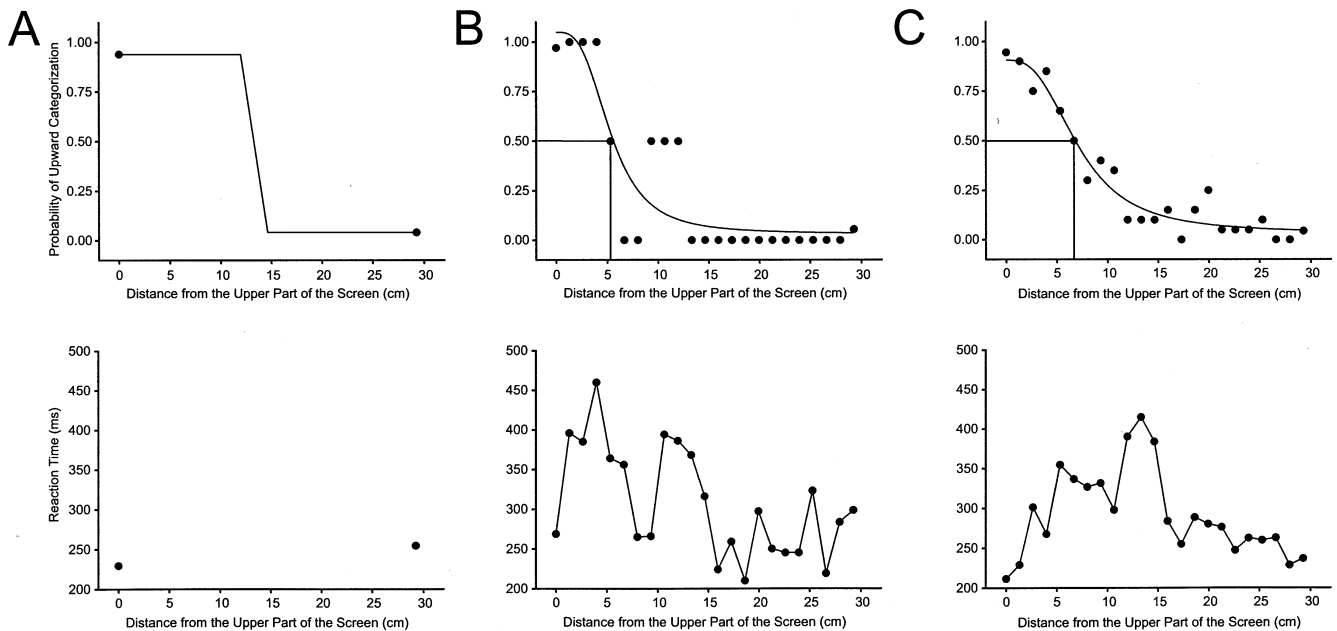 A
B
C
Probability of Upward Categorization
1.00
0.75
0.50
0.25
0.00
0 5 10 15 20 25 30
Distance from the Upper Part of the Screen (cm)
1.00
0.75
0.50
0.25
0.00
0 5 10 15 20 25 30
Distance from the Upper Part of the Screen (cm)
1.00
0.75
0.50
0.25
0.00
0 5 10 15 20 25 30
Distance from the Upper Part of the Screen (cm)
Reaction Time (ms)
500
450
400
350
300
250
200
0 5 10 15 20 25 30
Distance from the Upper Part of the Screen (cm)
500
450
400
350
300
250
200
0 5 10 15 20 25 30
Distance from the Upper Part of the Screen (cm)
500
450
400
350
300
250
200
0 5 10 15 20 25 30
Distance from the Upper Part of the Screen (cm)